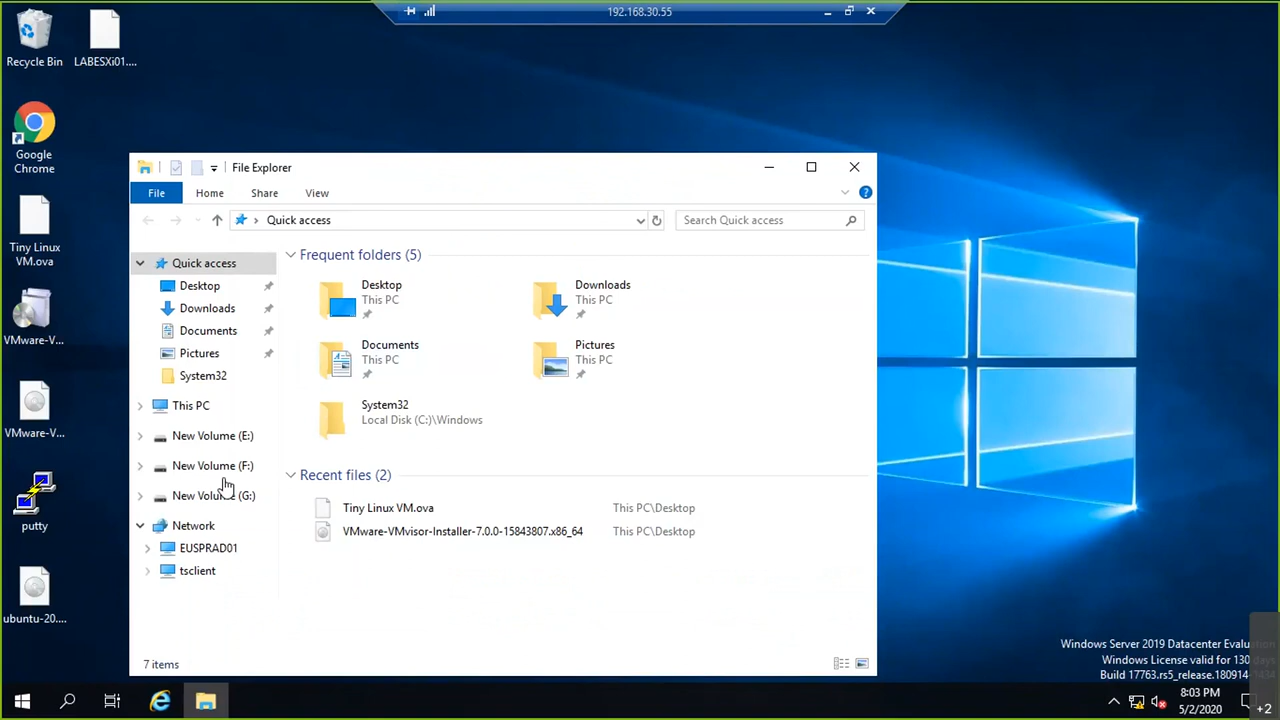 192.168.30.55
Recycle Bin
LABESXi01....
Google
Chrome
Tiny Linux
VM.ova
VMware-V...
VMware-V...
putty
ubuntu-20....
File Explorer
File
Home
Share
View
Quick access
Search Quick access
Quick access
Desktop
Downloads
Documents
Pictures
System32
This PC
New Volume (E:)
New Volume (F:)
New Volume (G:)
Network
EUSPRAD01
tsclient
Frequent folders (5)
Desktop
This PC
Downloads
This PC
Documents
This PC
Pictures
This PC
System32
Local Disk (C:)\Windows
Recent files (2)
Tiny Linux VM.ova
This PC\Desktop
VMware-VMvisor-Installer-7.0.0-15843807.x86_64
This PC\Desktop
7 items
Windows Server 2019 Datacenter Evaluation
Windows License valid for 130 days
Build 17763.rs5_release.180914-1434
8:03 PM
5/2/2020
+2